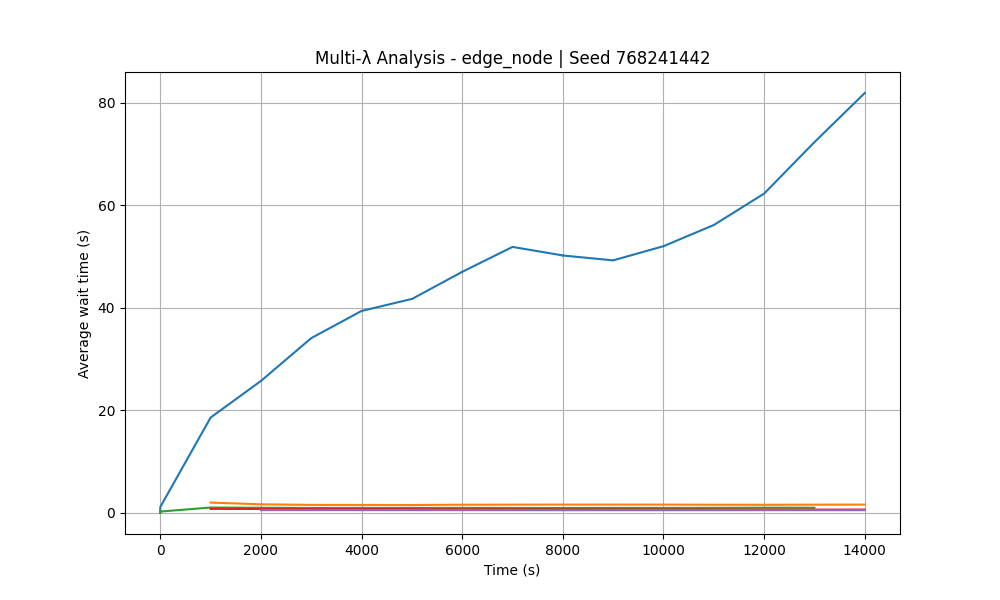 Multi-λ Analysis - edge_node | Seed 768241442
80
60
40
20
0
Average wait time (s)
0 2000 4000 6000 8000 10000 12000 14000
Time (s)